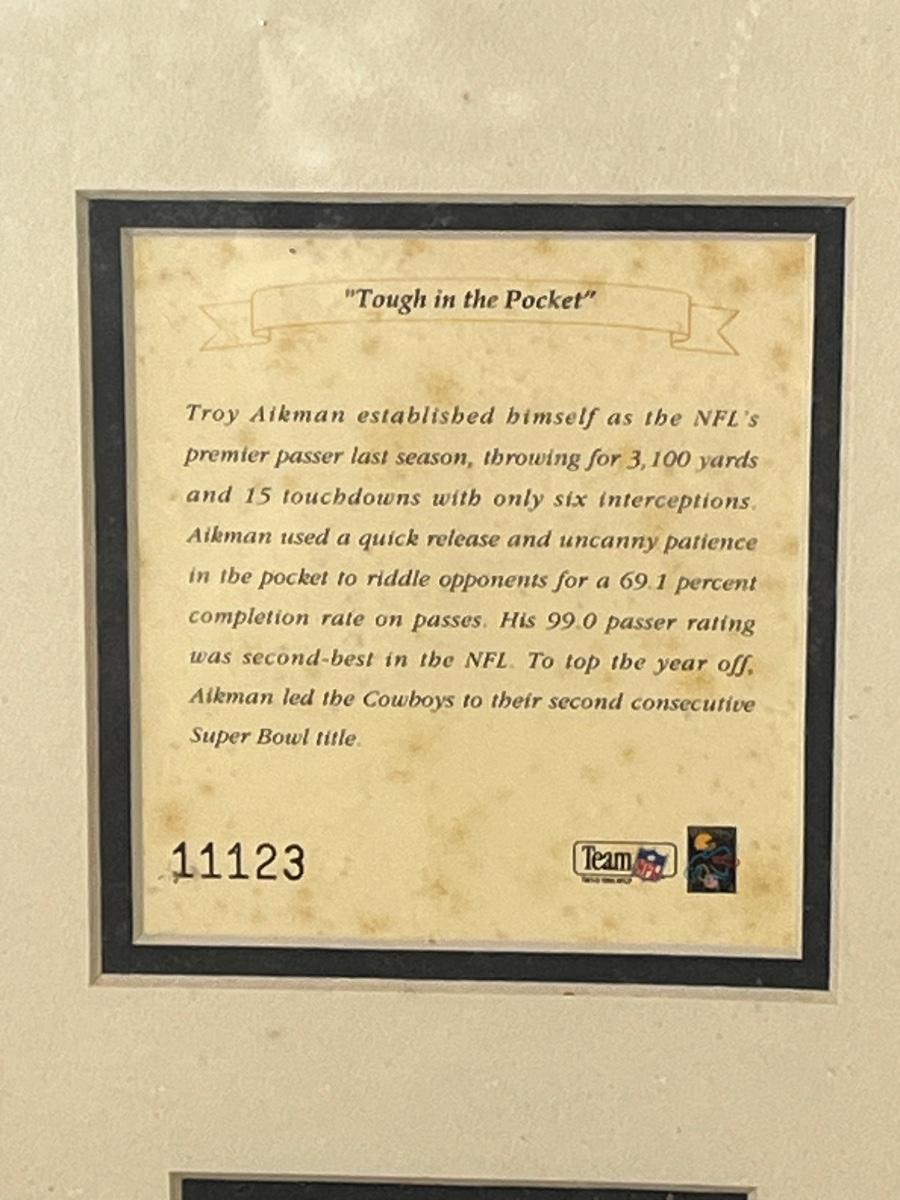 "Tough in the Pocket"
Troy Aikman established himself as the NFL's
premier passer last season, throwing for 3,100 yards
and 15 touchdowns with only six interceptions.
Aikman used a quick release and uncanny patience
in the pocket to riddle opponents for a 69.1 percent
completion rate on passes. His 99.0 passer rating
was second-best in the NFL. To top the year off,
Aikman led the Cowboys to their second consecutive
Super Bowl title.
11123
Team NFL